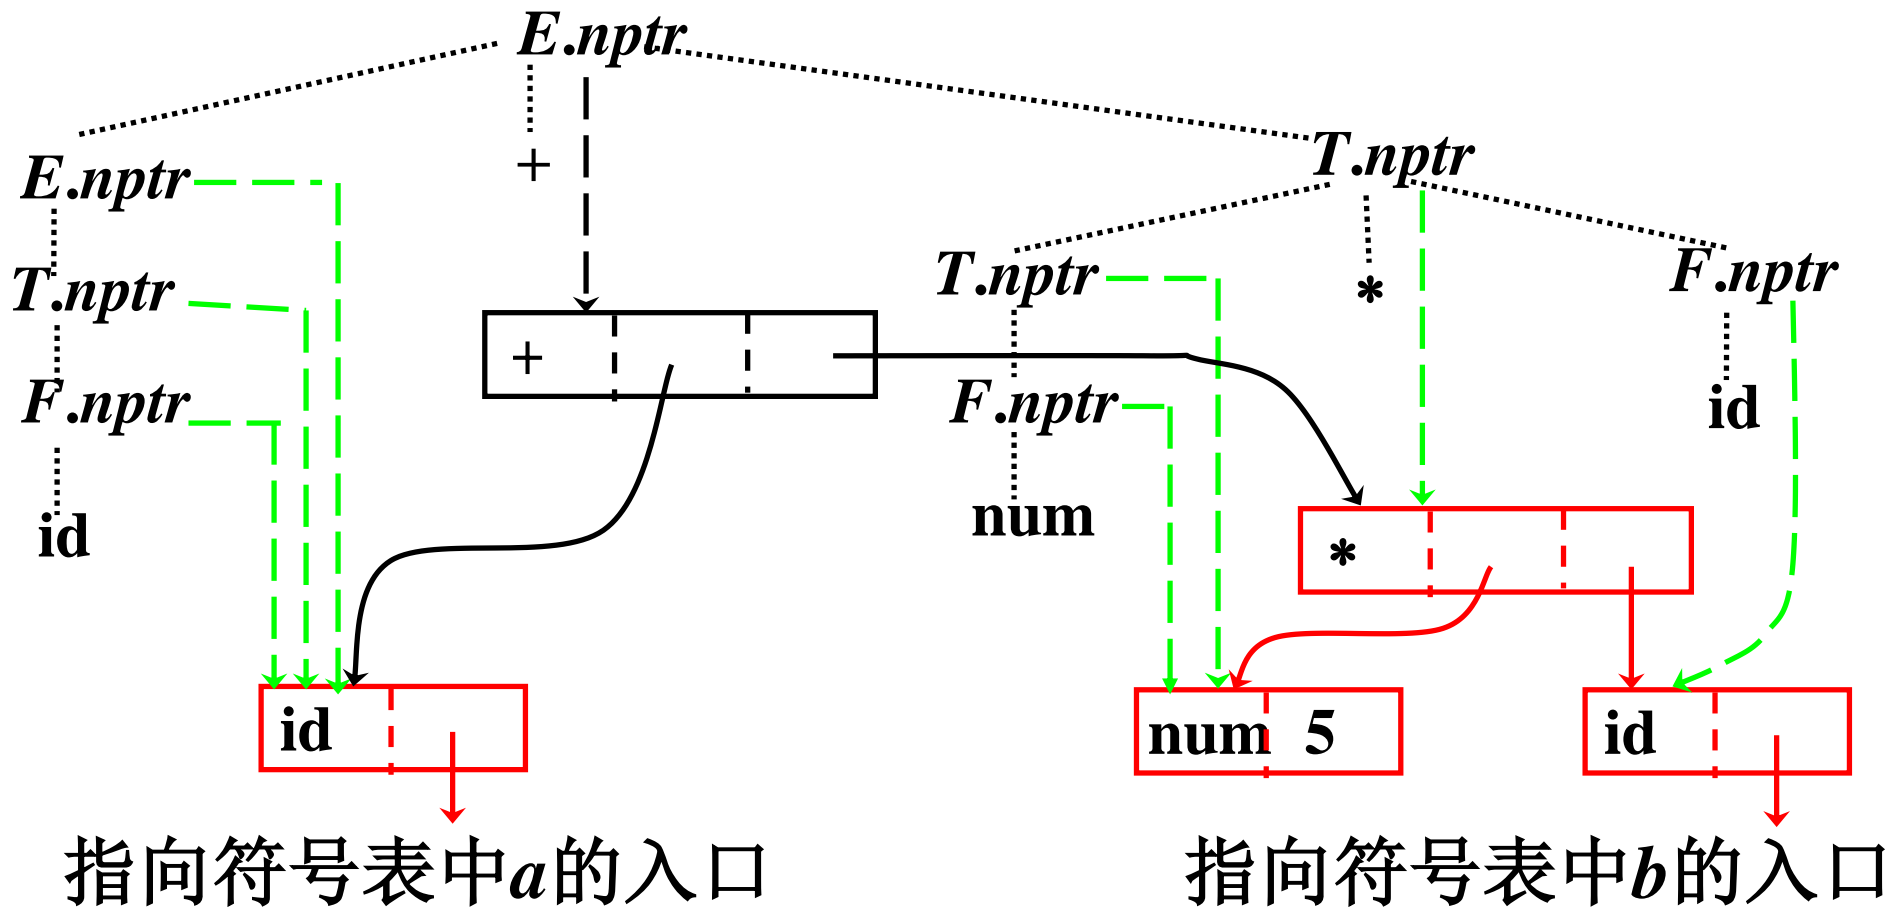 E.nptr
+
T.nptr
E.nptr
T.nptr
*
F.nptr
T.nptr
+
F.nptr
F.nptr
id
id
num
*
id
num 5
id
指向符号表中a的入口
指向符号表中b的入口